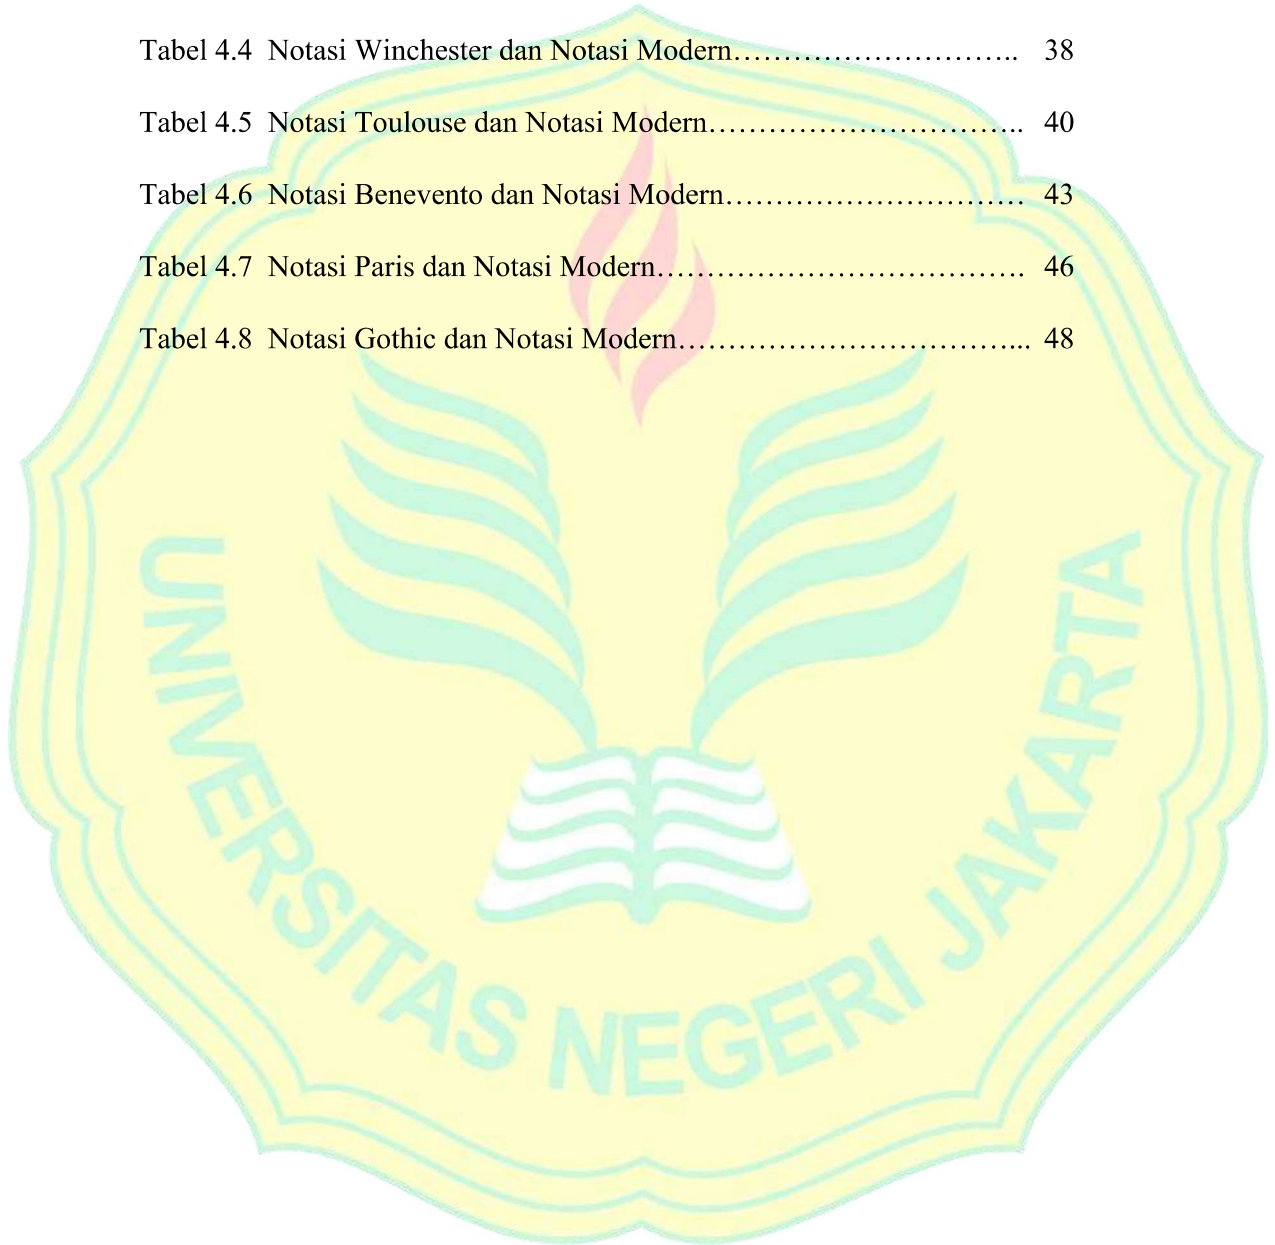 Tabel 4.4  Notasi Winchester dan Notasi Modern……………………….. 38
Tabel 4.5  Notasi Toulouse dan Notasi Modern…………………………. 40
Tabel 4.6  Notasi Benevento dan Notasi Modern………………………… 43
Tabel 4.7  Notasi Paris dan Notasi Modern………………………………. 46
Tabel 4.8  Notasi Gothic dan Notasi Modern……………………………... 48
UNIVERSITAS NEGERI JAKARTA